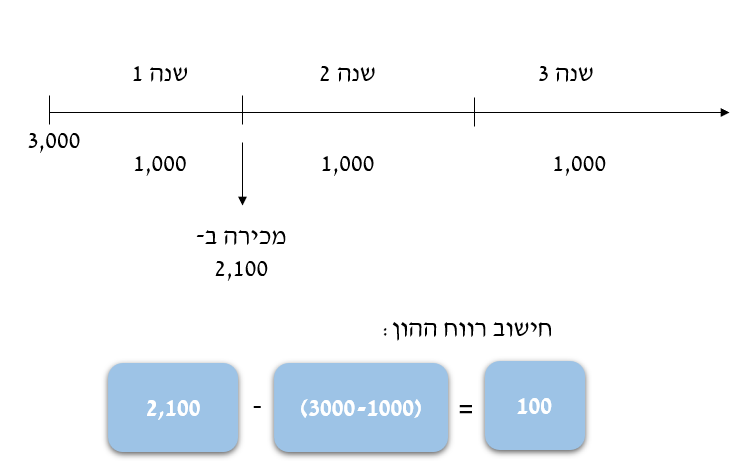 שנה 1
שנה 2
שנה 3
3,000
1,000
1,000
1,000
מכירה ב-
2,100
חישוב רווח ההון :
2,100 - (3000-1000) = 100